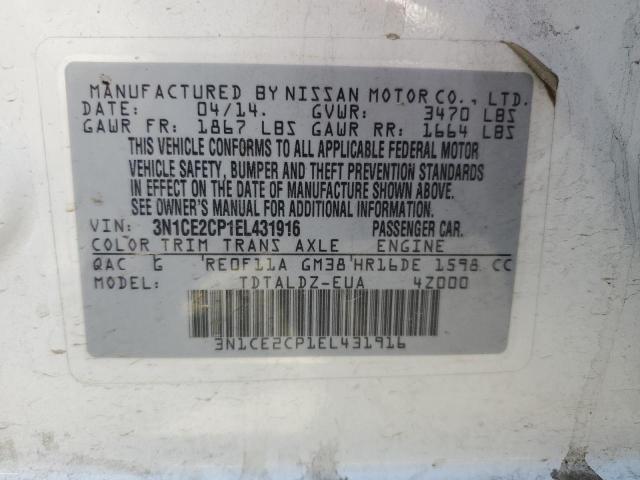 MANUFACTURED BY NISSAN MOTOR CO., LTD.
DATE: 04/14. GVWR: 3470 LBS
GAWR FR: 1867 LBS GAWR RR: 1664 LBS
THIS VEHICLE CONFORMS TO ALL APPLICABLE FEDERAL MOTOR
VEHICLE SAFETY, BUMPER AND THEFT PREVENTION STANDARDS
IN EFFECT ON THE DATE OF MANUFACTURE SHOWN ABOVE.
SEE OWNER'S MANUAL FOR ADDITIONAL INFORMATION.
VIN: 3N1CE2CP1EL431916 PASSENGER CAR.
COLOR TRIM TRANS AXLE ENGINE
QAC G RE0F11A GM38 HR16DE 1598 CC
MODEL: TDTALDZ-EUA 4Z000
3N1CE2CP1EL431916